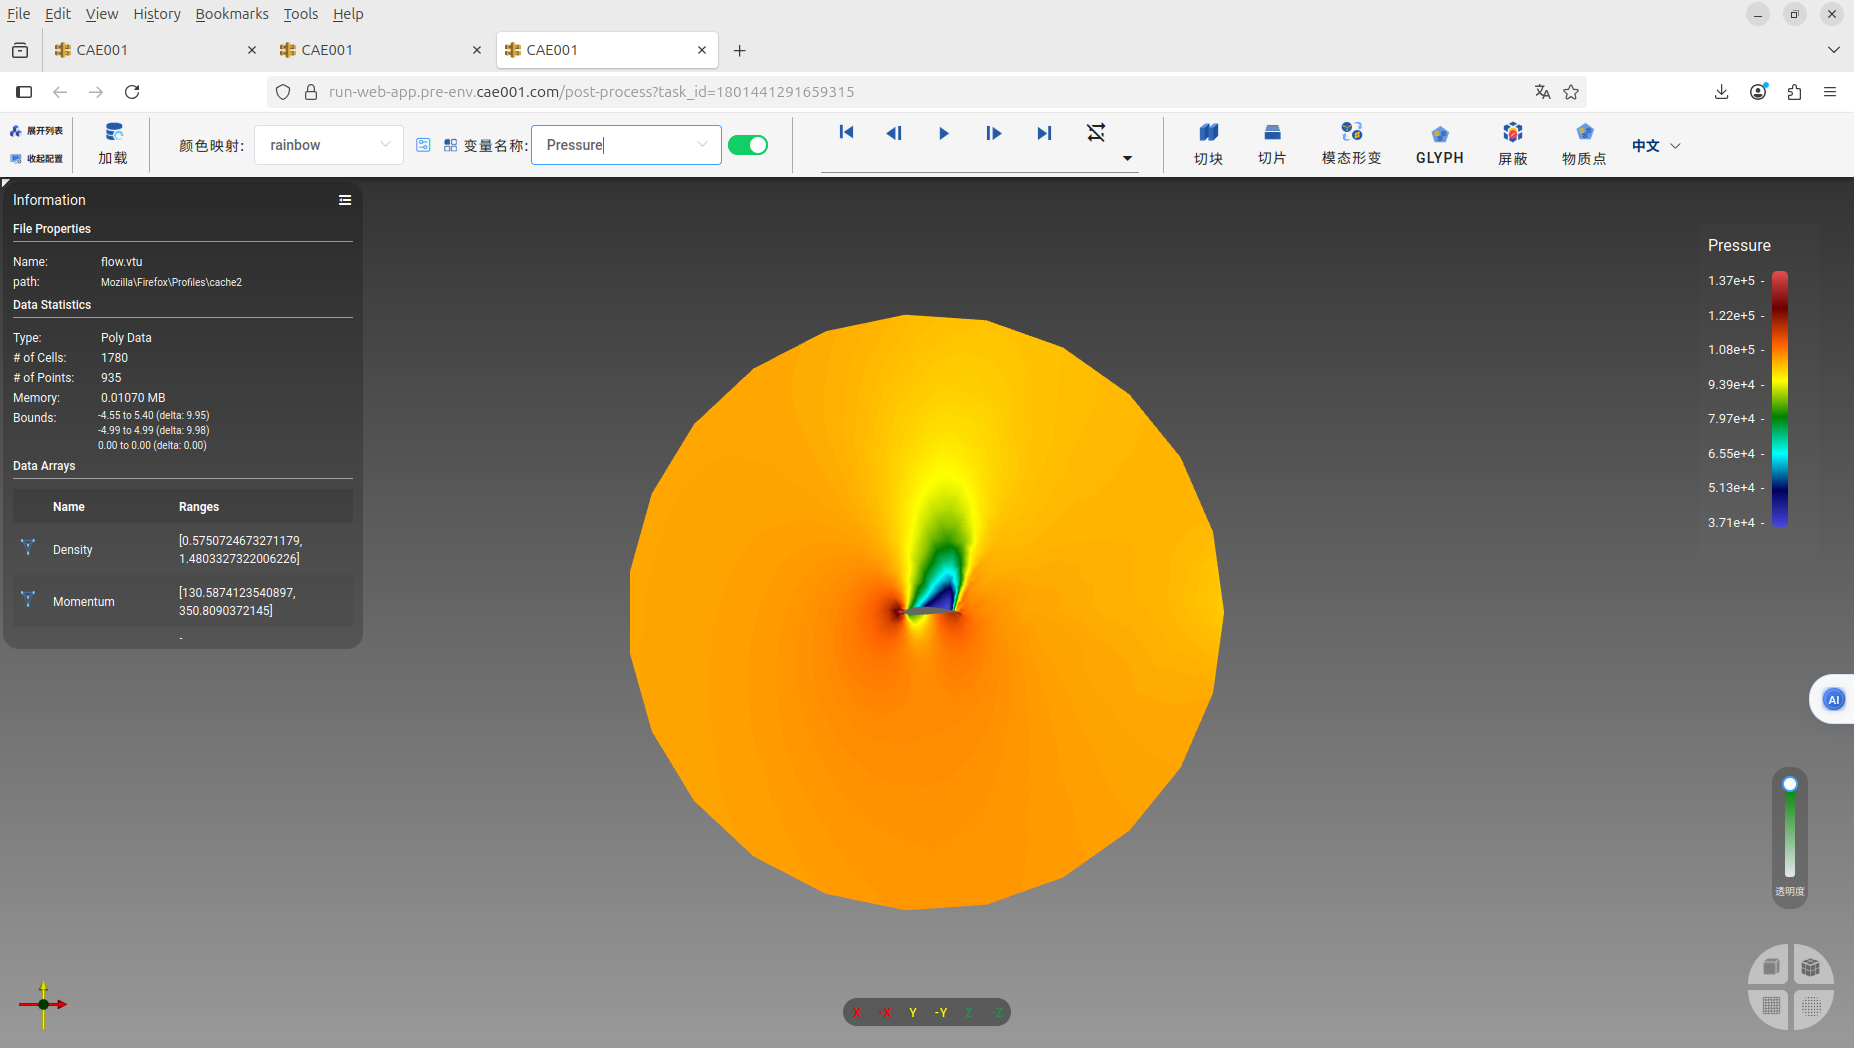 File Edit View History Bookmarks Tools Help
CAE001 CAE001 CAE001
run-web-app.pre-env.cae001.com/post-process?task_id=1801441291659315
展开列表
收起配置
加载
颜色映射: rainbow
变量名称: Pressure
切块 切片 模态形变 GLYPH 屏蔽 物质点 中文
Information
File Properties
Name: flow.vtu
path: Mozilla\Firefox\Profiles\cache2
Data Statistics
Type: Poly Data
# of Cells: 1780
# of Points: 935
Memory: 0.01070 MB
Bounds: -4.55 to 5.40 (delta: 9.95)
-4.99 to 4.99 (delta: 9.98)
0.00 to 0.00 (delta: 0.00)
Data Arrays
Name Ranges
Density [0.5750724673271179,
1.4803327322006226]
Momentum [130.5874123540897,
350.8090372145]
Pressure
1.37e+5
1.22e+5
1.08e+5
9.39e+4
7.97e+4
6.55e+4
5.13e+4
3.71e+4
AI
透明度
X -X Y -Y Z -Z